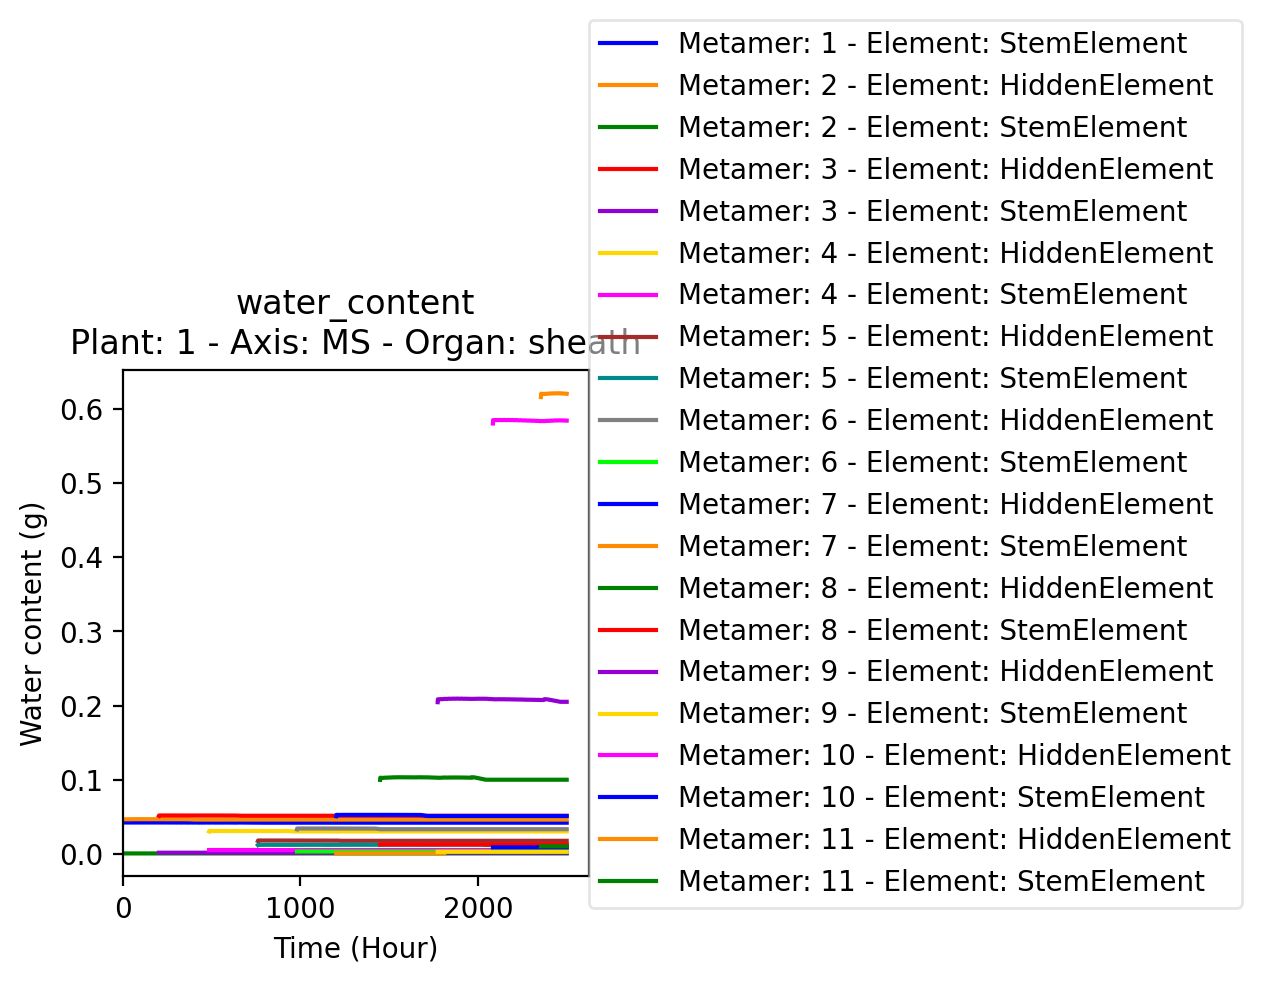 water_content
Plant: 1 - Axis: MS - Organ: sheath
Water content (g)
0.6
0.5
0.4
0.3
0.2
0.1
0.0
0
1000
2000
Time (Hour)
Metamer: 1 - Element: StemElement
Metamer: 2 - Element: HiddenElement
Metamer: 2 - Element: StemElement
Metamer: 3 - Element: HiddenElement
Metamer: 3 - Element: StemElement
Metamer: 4 - Element: HiddenElement
Metamer: 4 - Element: StemElement
Metamer: 5 - Element: HiddenElement
Metamer: 5 - Element: StemElement
Metamer: 6 - Element: HiddenElement
Metamer: 6 - Element: StemElement
Metamer: 7 - Element: HiddenElement
Metamer: 7 - Element: StemElement
Metamer: 8 - Element: HiddenElement
Metamer: 8 - Element: StemElement
Metamer: 9 - Element: HiddenElement
Metamer: 9 - Element: StemElement
Metamer: 10 - Element: HiddenElement
Metamer: 10 - Element: StemElement
Metamer: 11 - Element: HiddenElement
Metamer: 11 - Element: StemElement